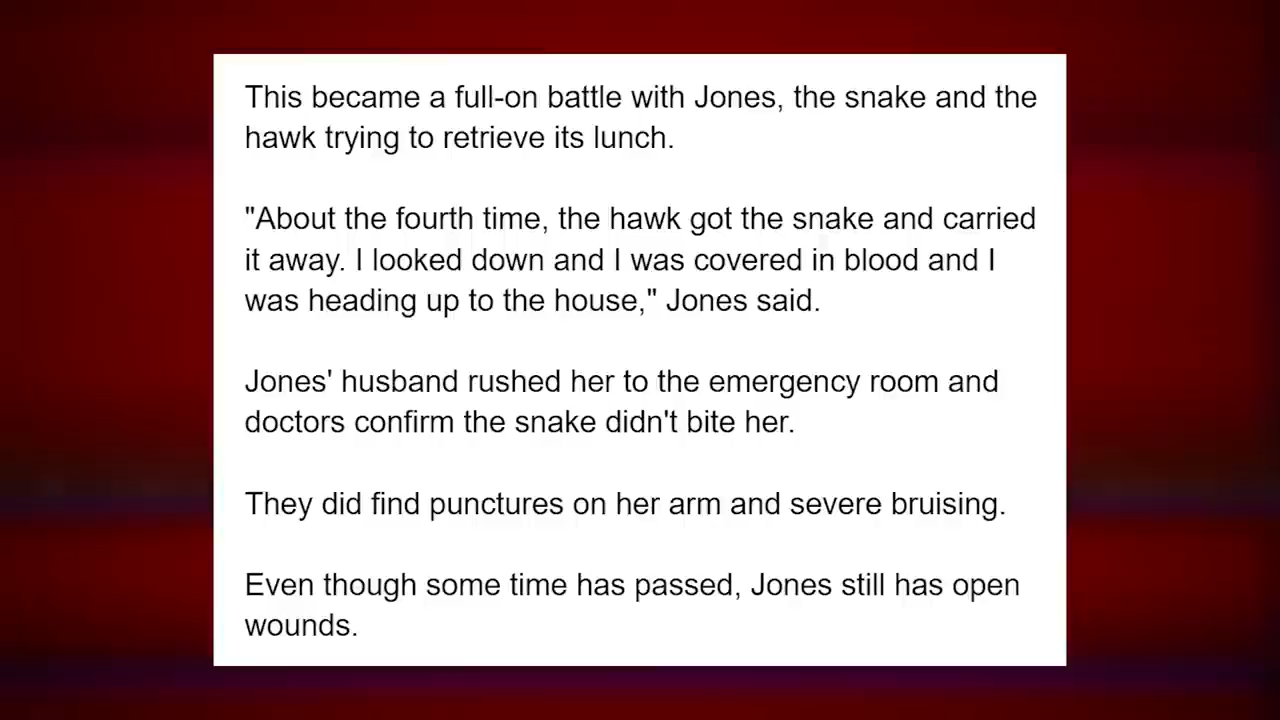 This became a full-on battle with Jones, the snake and the
hawk trying to retrieve its lunch.
"About the fourth time, the hawk got the snake and carried
it away. I looked down and I was covered in blood and I
was heading up to the house," Jones said.
Jones' husband rushed her to the emergency room and
doctors confirm the snake didn't bite her.
They did find punctures on her arm and severe bruising.
Even though some time has passed, Jones still has open
wounds.